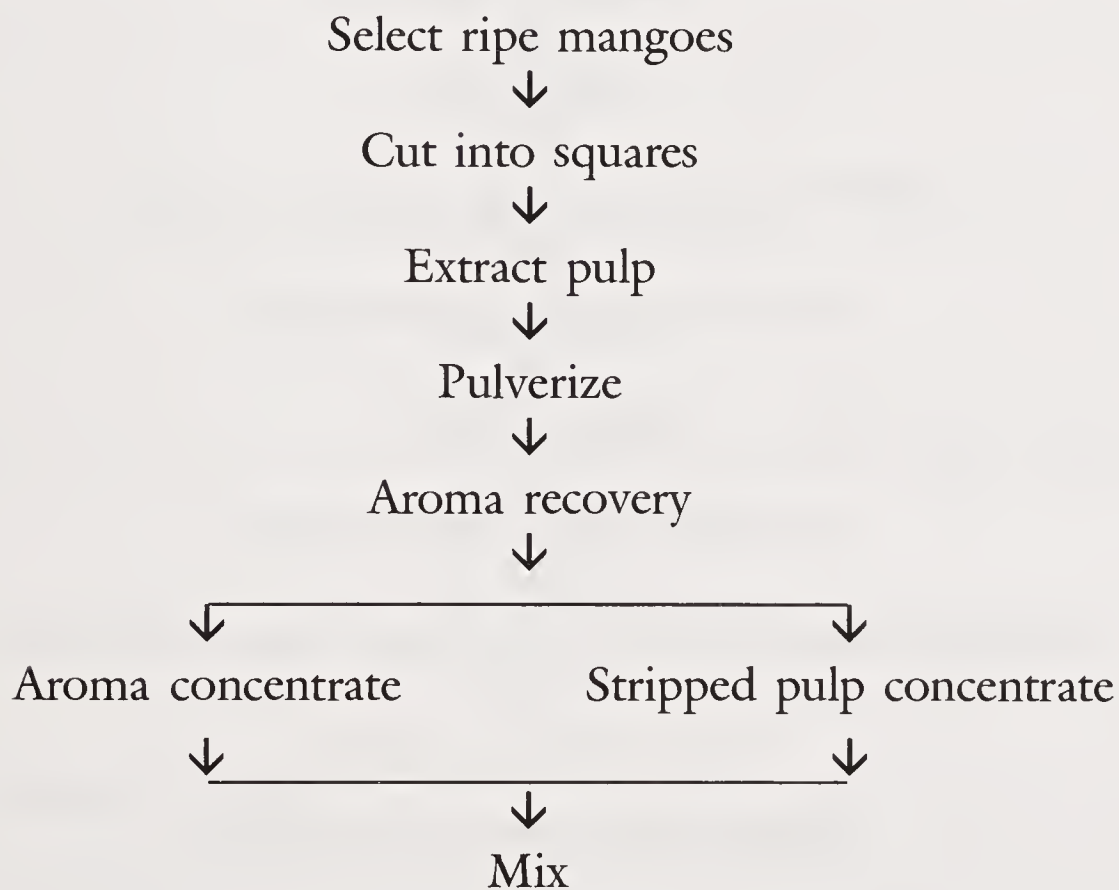 Select ripe mangoes
Cut into squares
Extract pulp
Pulverize
Aroma recovery
Aroma concentrate Stripped pulp concentrate
Mix